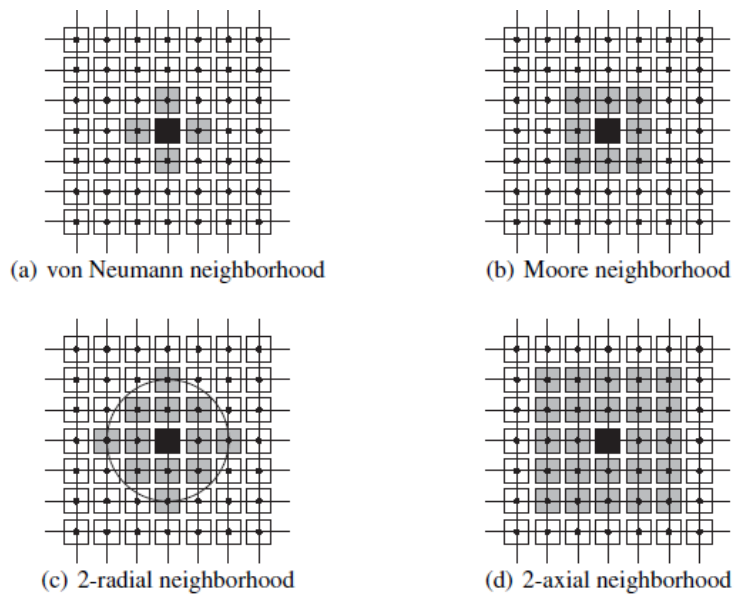 (a) von Neumann neighborhood
(b) Moore neighborhood
(c) 2-radial neighborhood
(d) 2-axial neighborhood